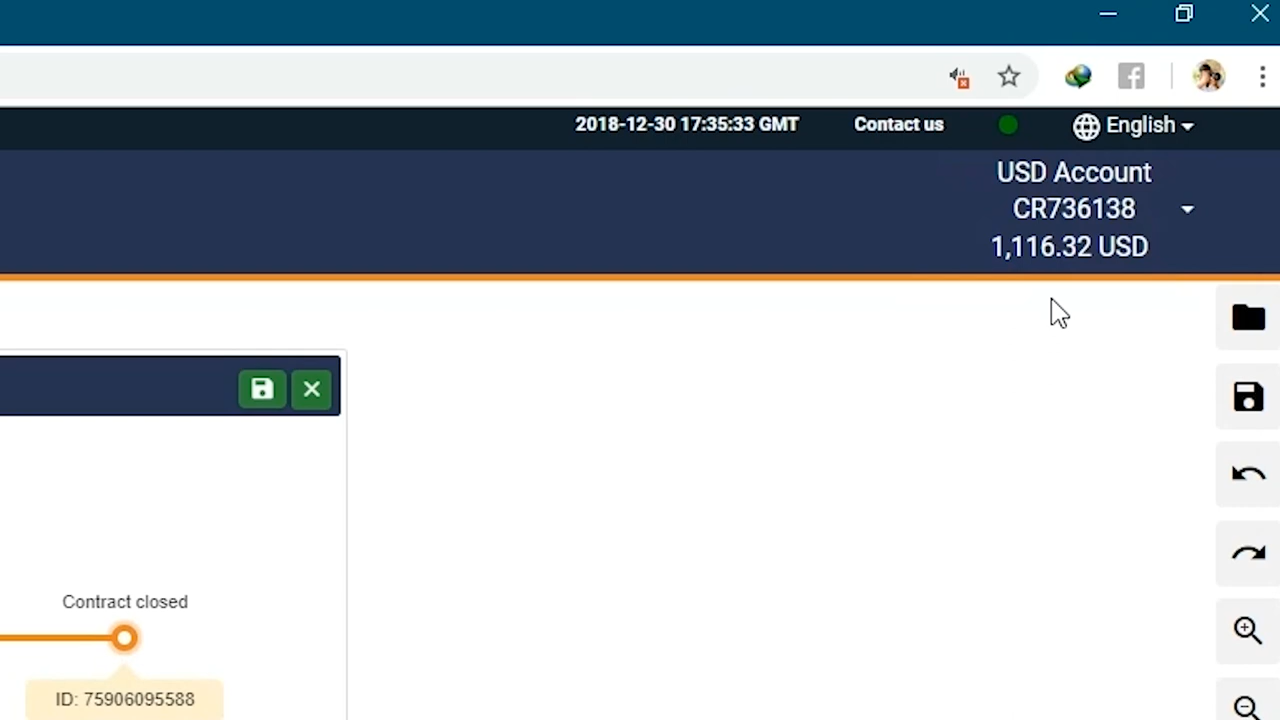 2018-12-30 17:35:33 GMT Contact us English
USD Account
CR736138
1,116.32 USD
Contract closed
ID: 75906095588